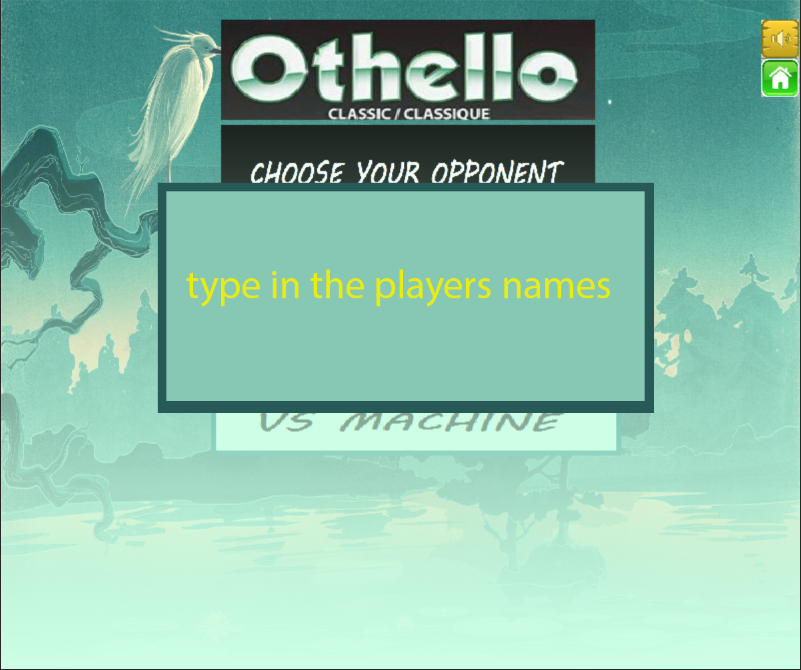 Othello
CLASSIC / CLASSIQUE
CHOOSE YOUR OPPONENT
type in the players names
VS MACHINE